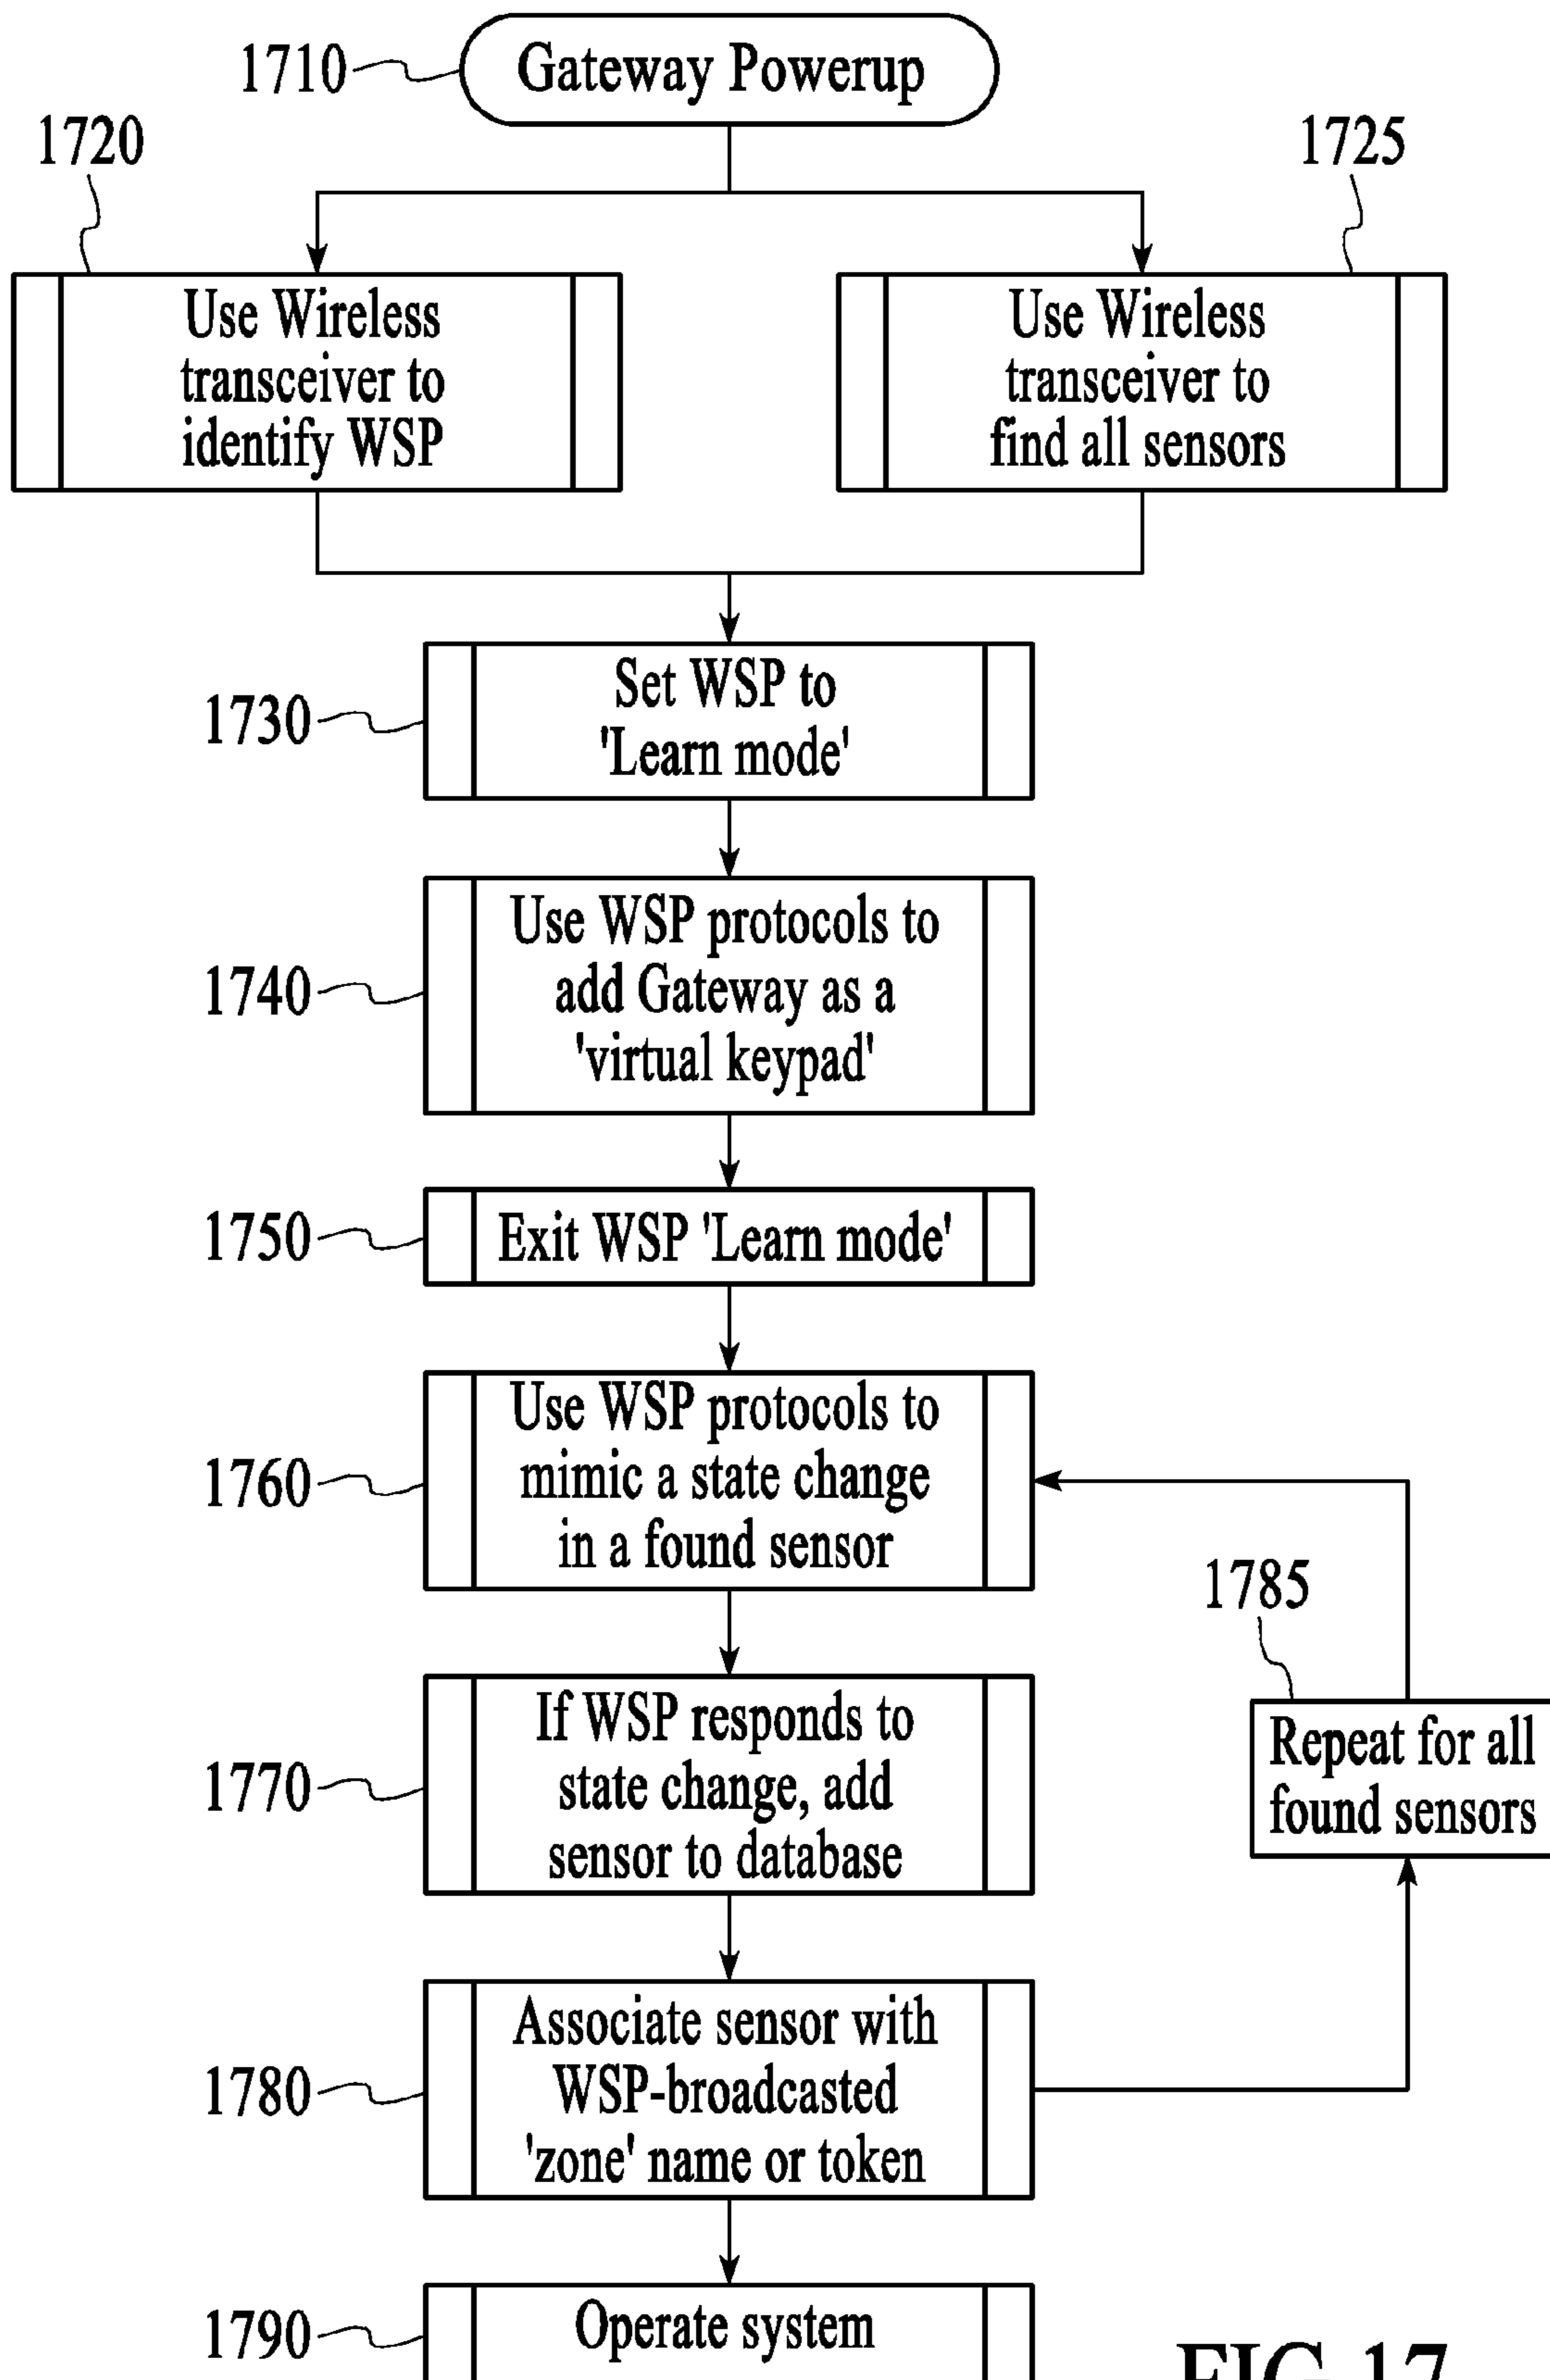 1710
Gateway Powerup
1720
1725
Use Wireless
transceiver to
identify WSP
Use Wireless
transceiver to
find all sensors
1730
Set WSP to
'Learn mode'
1740
Use WSP protocols to
add Gateway as a
'virtual keypad'
1750
Exit WSP 'Learn mode'
1760
Use WSP protocols to
mimic a state change
in a found sensor
1785
Repeat for all
found sensors
1770
If WSP responds to
state change, add
sensor to database
1780
Associate sensor with
WSP-broadcasted
'zone' name or token
1790
Operate system
FIG.17